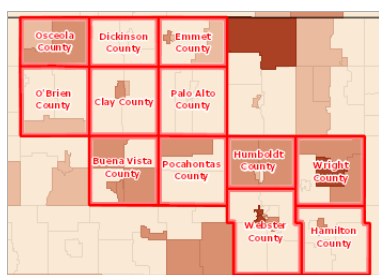 Osceola
County
Dickinson
County
Emmet
County
O'Brien
County
Clay County
Palo Alto
County
Buena Vista
County
Pocahontas
County
Humboldt
County
Wright
County
Webster
County
Hamilton
County